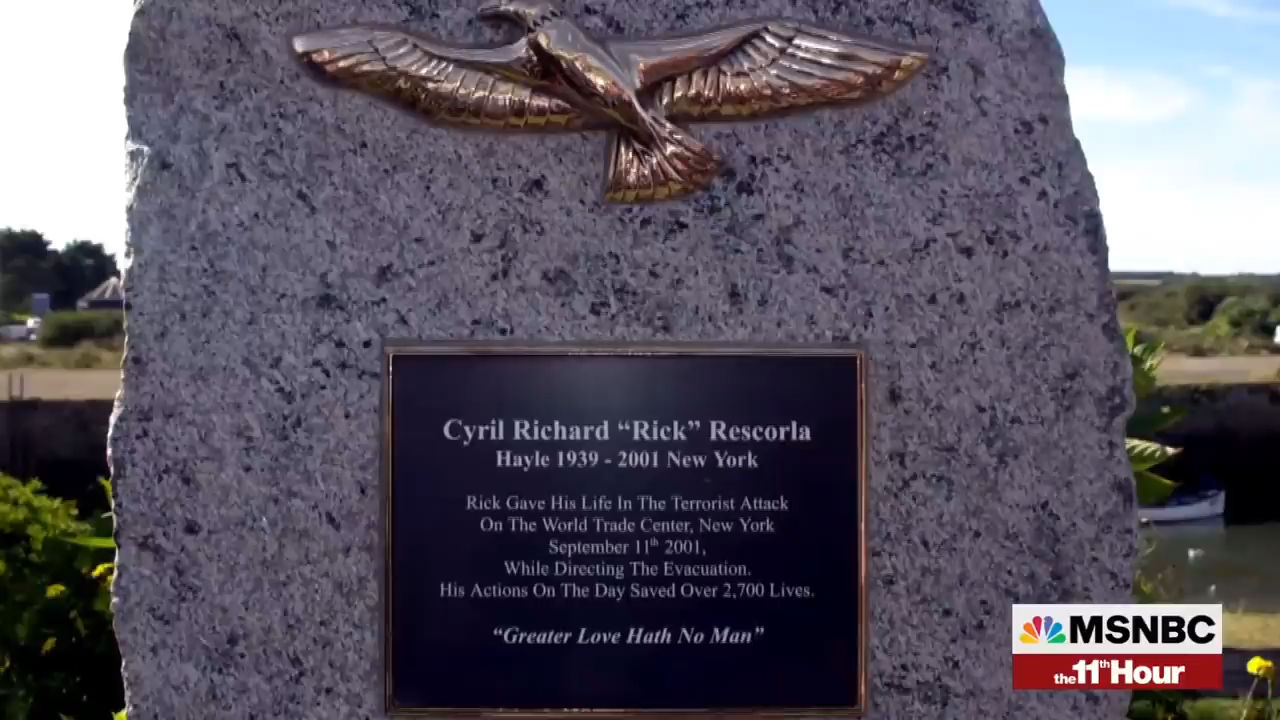 Cyril Richard “Rick” Rescorla
Hayle 1939 - 2001 New York
Rick Gave His Life In The Terrorist Attack
On The World Trade Center, New York
September 11th 2001,
While Directing The Evacuation.
His Actions On The Day Saved Over 2,700 Lives.
“Greater Love Hath No Man”
MSNBC
the 11th Hour